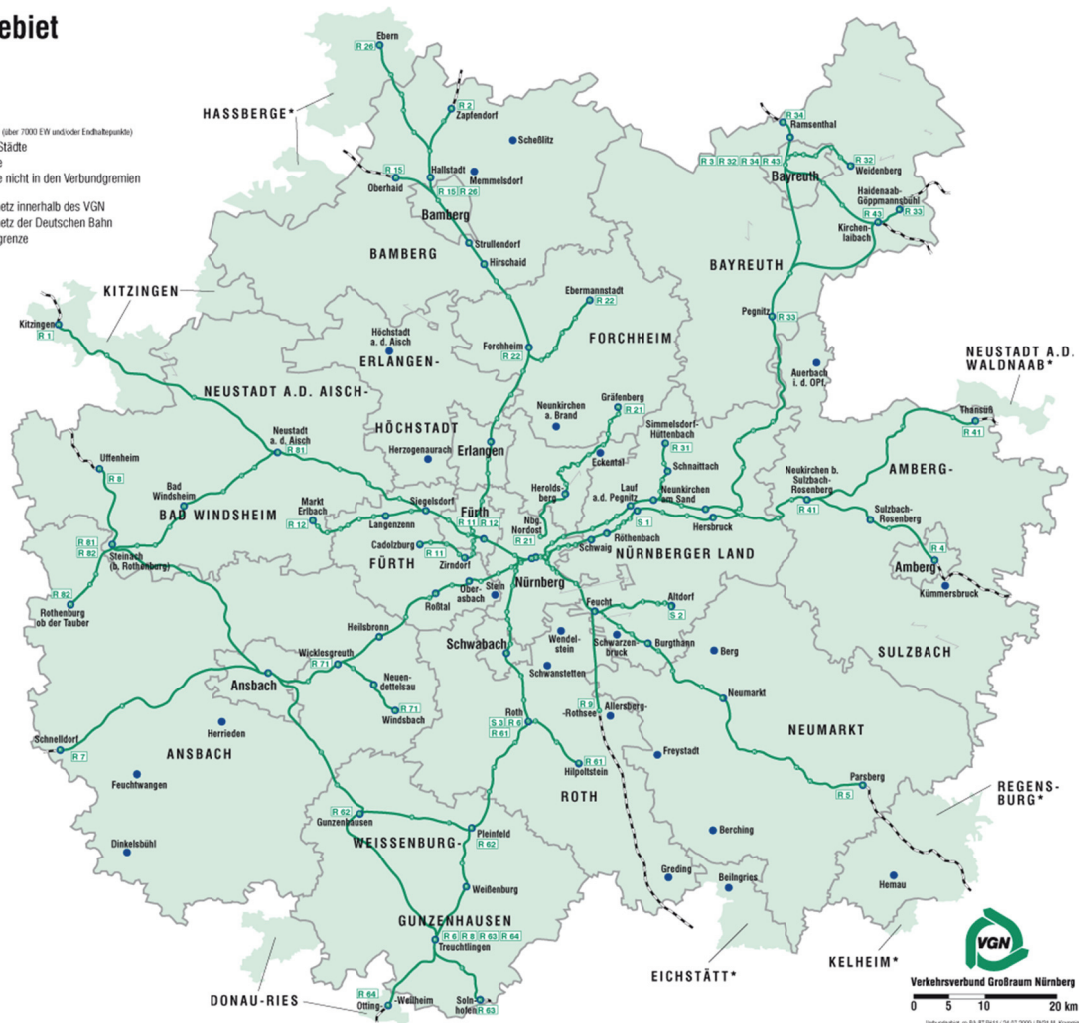 ebiet
(über 7000 EW und/oder Endhaltepunkte)
Städte
e
e nicht in den Verbundgremien
etz innerhalb des VGN
etz der Deutschen Bahn
grenze
Ebern
R 26
HASSBERGE*
R 2
Zapfendorf
Scheßlitz
R 15
Oberhaid
Hallstadt
Memmelsdorf
R 15 R 26
Bamberg
Strullendorf
Hirschaid
BAMBERG
R 34
Ramsenthal
R 3 R 32 R 34 R 43
Bayreuth
R 32
Weidenberg
Haidenaab-
Göppmannsbühl
R 33
R 43
Kirchen-
laibach
BAYREUTH
Pegnitz
R 33
KITZINGEN
Kitzingen
R 1
Ebermannstadt
R 22
Höchstadt
a. d. Aisch
Forchheim
R 22
FORCHHEIM
ERLANGEN-
Auerbach
i. d. OPf.
NEUSTADT A.D.
WALDNAAB*
NEUSTADT A.D. AISCH-
Thansüß
R 41
Neunkirchen
a. Brand
Gräfenberg
R 21
HÖCHSTADT
Neustadt
a. d. Aisch
R 81
Herzogenaurach
Erlangen
Eckental
Simmelsdorf-
Hüttenbach
R 31
Schnaittach
AMBERG-
Uffenheim
R 8
Bad
Windsheim
BAD WINDSHEIM
Markt
Erlbach
R 12
Siegelsdorf
Langenzenn
Fürth
R 11 R 12
Herolds-
berg
Lauf
a.d. Pegnitz
Neunkirchen
am Sand
S 1
Hersbruck
Neukirchen b.
Sulzbach-
Rosenberg
R 41
Sulzbach-
Rosenberg
R 81
R 82
Steinach
(b. Rothenburg)
Cadolzburg
R 11
Zirndorf
FÜRTH
Nbg.
Nordost
R 21
Röthenbach
Schwaig
NÜRNBERGER LAND
R 4
Amberg
Kümmersbruck
R 82
Rothenburg
ob der Tauber
Nürnberg
Ober-
asbach
Stein
Roßtal
Feucht
Altdorf
S 2
Heilsbronn
Wicklesgreuth
R 71
Schwabach
Wendel-
stein
Schwarzen-
bruck
Burgthann
Berg
SULZBACH
Schwanstetten
Ansbach
Neuen-
dettelsau
R 71
Windsbach
Neumarkt
Roth
S 3 R 6
R 61
R 9
-Rothsee
Allersberg-
NEUMARKT
Herrieden
Schnelldorf
R 7
ANSBACH
Feuchtwangen
R 61
Hilpoltstein
Freystadt
ROTH
Parsberg
R 5
REGENS-
BURG*
R 62
Gunzenhausen
Pleinfeld
R 62
WEISSENBURG-
Dinkelsbühl
Berching
Greding
Beilngries
Hemau
Weißenburg
GUNZENHAUSEN
R 6 R 8 R 63 R 64
Treuchtlingen
EICHSTÄTT*
KELHEIM*
DONAU-RIES
R 64
Otting-
-Weilheim
Soln-
hofen
R 63
VGN
Verkehrsverbund Großraum Nürnberg
0 5 10 20 km